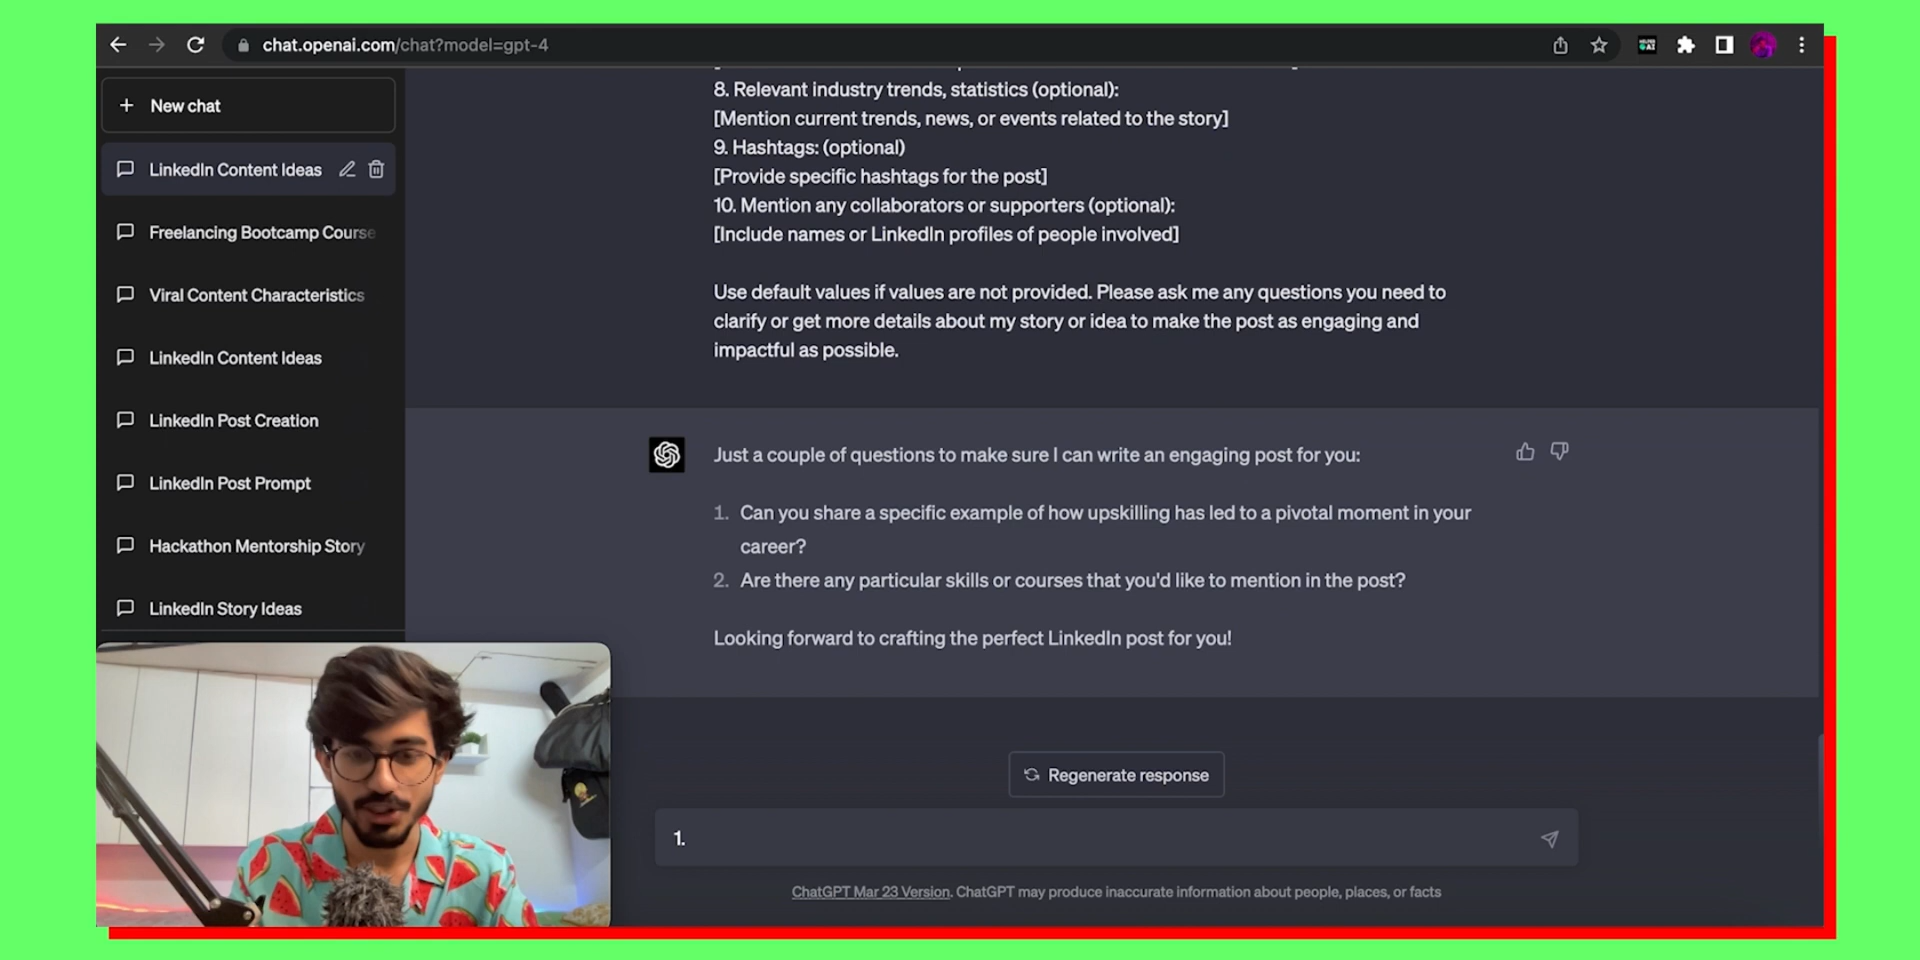 chat.openai.com/chat?model=gpt-4
New chat
LinkedIn Content Ideas
Freelancing Bootcamp Course
Viral Content Characteristics
LinkedIn Content Ideas
LinkedIn Post Creation
LinkedIn Post Prompt
Hackathon Mentorship Story
LinkedIn Story Ideas
8. Relevant industry trends, statistics (optional):
[Mention current trends, news, or events related to the story]
9. Hashtags: (optional)
[Provide specific hashtags for the post]
10. Mention any collaborators or supporters (optional):
[Include names or LinkedIn profiles of people involved]
Use default values if values are not provided. Please ask me any questions you need to
clarify or get more details about my story or idea to make the post as engaging and
impactful as possible.
Just a couple of questions to make sure I can write an engaging post for you:
1. Can you share a specific example of how upskilling has led to a pivotal moment in your
career?
2. Are there any particular skills or courses that you'd like to mention in the post?
Looking forward to crafting the perfect LinkedIn post for you!
Regenerate response
1.
ChatGPT Mar 23 Version. ChatGPT may produce inaccurate information about people, places, or facts